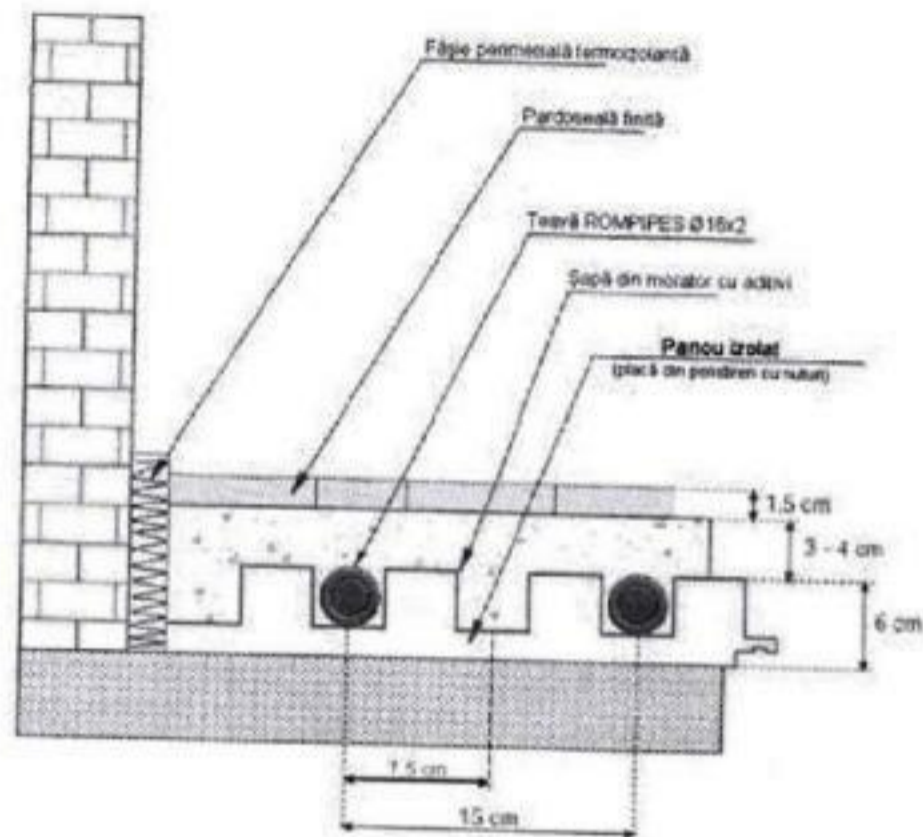 Fâșie perimetrală termoizolantă
Pardoseală finită
Țeavă ROMPIPES Ø16x2
Șapă din morator cu aditivi
Panou izolat
(placă din polistiren cu nuturi)
1,5 cm
3 - 4 cm
6 cm
7.5 cm
15 cm